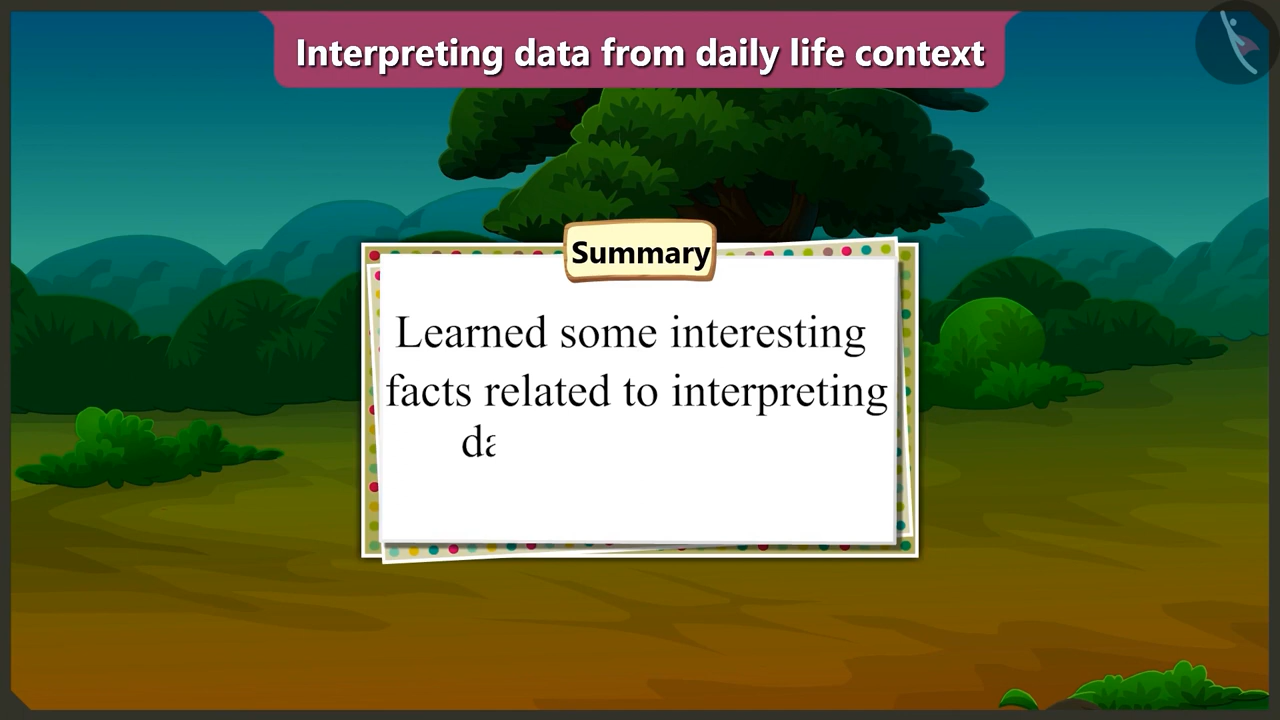 Interpreting data from daily life context
Summary
Learned some interesting
facts related to interpreting